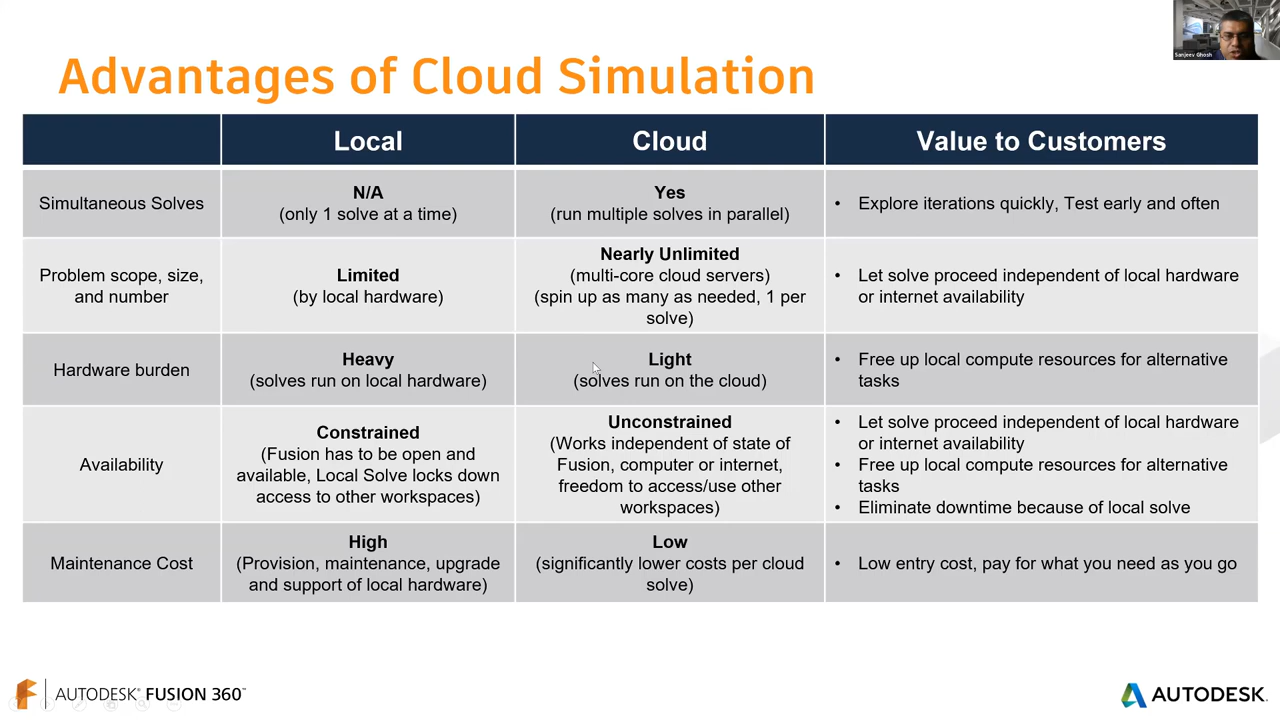 Sanjeev Ghosh
Advantages of Cloud Simulation
Local
Cloud
Value to Customers
Simultaneous Solves
N/A
(only 1 solve at a time)
Yes
(run multiple solves in parallel)
• Explore iterations quickly, Test early and often
Problem scope, size,
and number
Limited
(by local hardware)
Nearly Unlimited
(multi-core cloud servers)
(spin up as many as needed, 1 per
solve)
• Let solve proceed independent of local hardware
or internet availability
Hardware burden
Heavy
(solves run on local hardware)
Light
(solves run on the cloud)
• Free up local compute resources for alternative
tasks
Availability
Constrained
(Fusion has to be open and
available, Local Solve locks down
access to other workspaces)
Unconstrained
(Works independent of state of
Fusion, computer or internet,
freedom to access/use other
workspaces)
• Let solve proceed independent of local hardware
or internet availability
• Free up local compute resources for alternative
tasks
• Eliminate downtime because of local solve
Maintenance Cost
High
(Provision, maintenance, upgrade
and support of local hardware)
Low
(significantly lower costs per cloud
solve)
• Low entry cost, pay for what you need as you go
AUTODESK® FUSION 360™
AUTODESK.